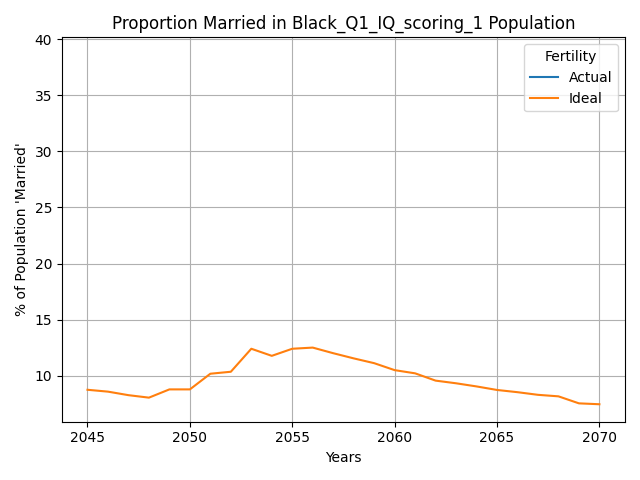 Proportion Married in Black_Q1_IQ_scoring_1 Population
% of Population 'Married'
40
35
30
25
20
15
10
Fertility
Actual
Ideal
2045
2050
2055
2060
2065
2070
Years